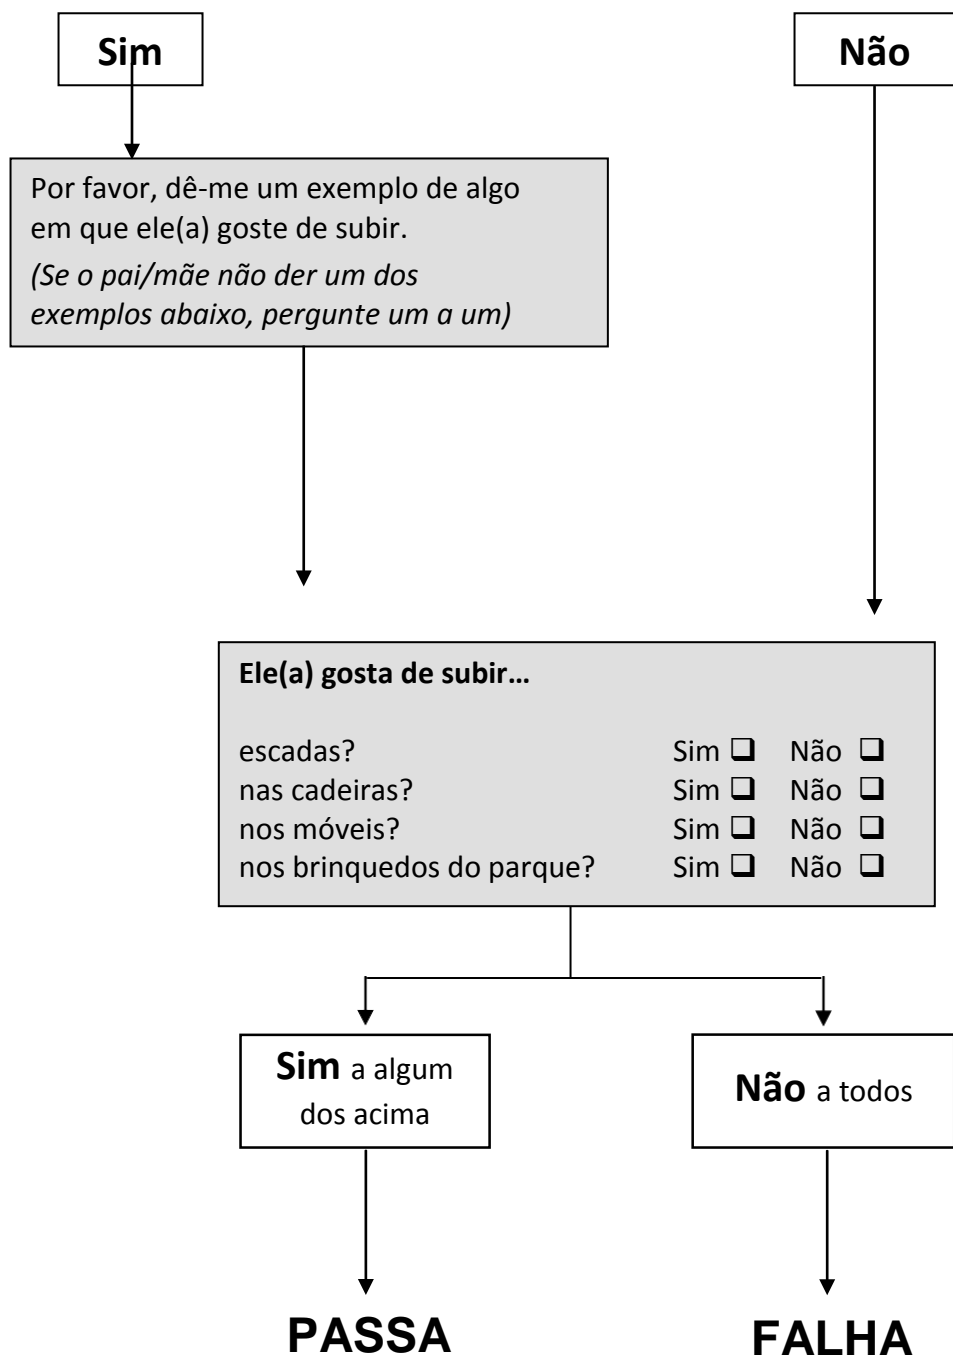 Sim
Não
Por favor, dê-me um exemplo de algo
em que ele(a) goste de subir.
(Se o pai/mãe não der um dos
exemplos abaixo, pergunte um a um)
Ele(a) gosta de subir…
escadas? Sim ❑ Não ❑
nas cadeiras? Sim ❑ Não ❑
nos móveis? Sim ❑ Não ❑
nos brinquedos do parque? Sim ❑ Não ❑
Sim a algum
dos acima
Não a todos
PASSA
FALHA